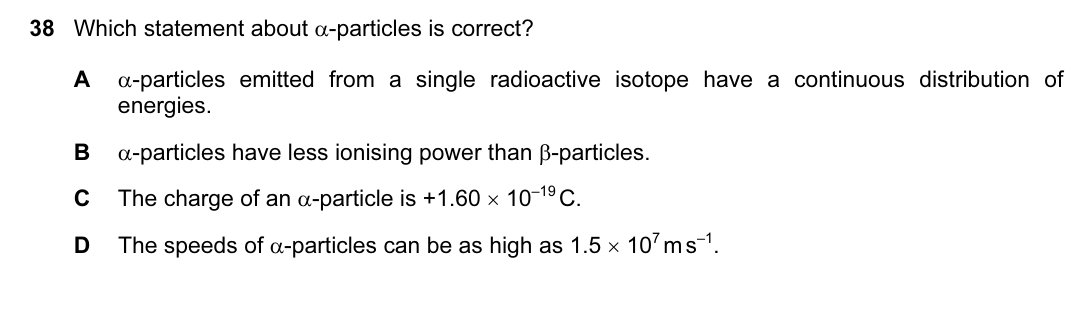 38 Which statement about α-particles is correct?
A α-particles emitted from a single radioactive isotope have a continuous distribution of
energies.
B α-particles have less ionising power than β-particles.
C The charge of an α-particle is +1.60 × 10⁻¹⁹ C.
D The speeds of α-particles can be as high as 1.5 × 10⁷ m s⁻¹.